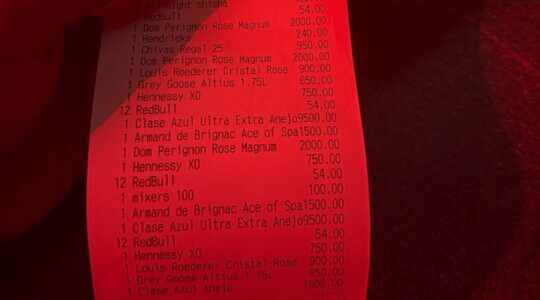 night shisha
12 RedBull 54.00
1 Dom Perignon Rose Magnum 2000.00
1 Hendricks 240.00
1 Chivas Regal 25 950.00
1 Dom Perignon Rose Magnum 2000.00
1 Louis Roederer Cristal Rose 900.00
1 Grey Goose Altius 1.75L 850.00
1 Hennessy XO 750.00
12 RedBull 54.00
1 Clase Azul Ultra Extra Anejo9500.00
1 Armand de Brignac Ace of Spa1500.00
1 Dom Perignon Rose Magnum 2000.00
1 Hennessy XO 750.00
12 RedBull 54.00
1 mixers 100 100.00
1 Armand de Brignac Ace of Spa1500.00
1 Clase Azul Ultra Extra Anejo9500.00
12 RedBull 54.00
1 Hennessy XO 750.00
1 Louis Roederer Cristal Rose 900.00
1 Grey Goose Altius 1.75L 850.00
1 Clase Azul Anejo 1500.00